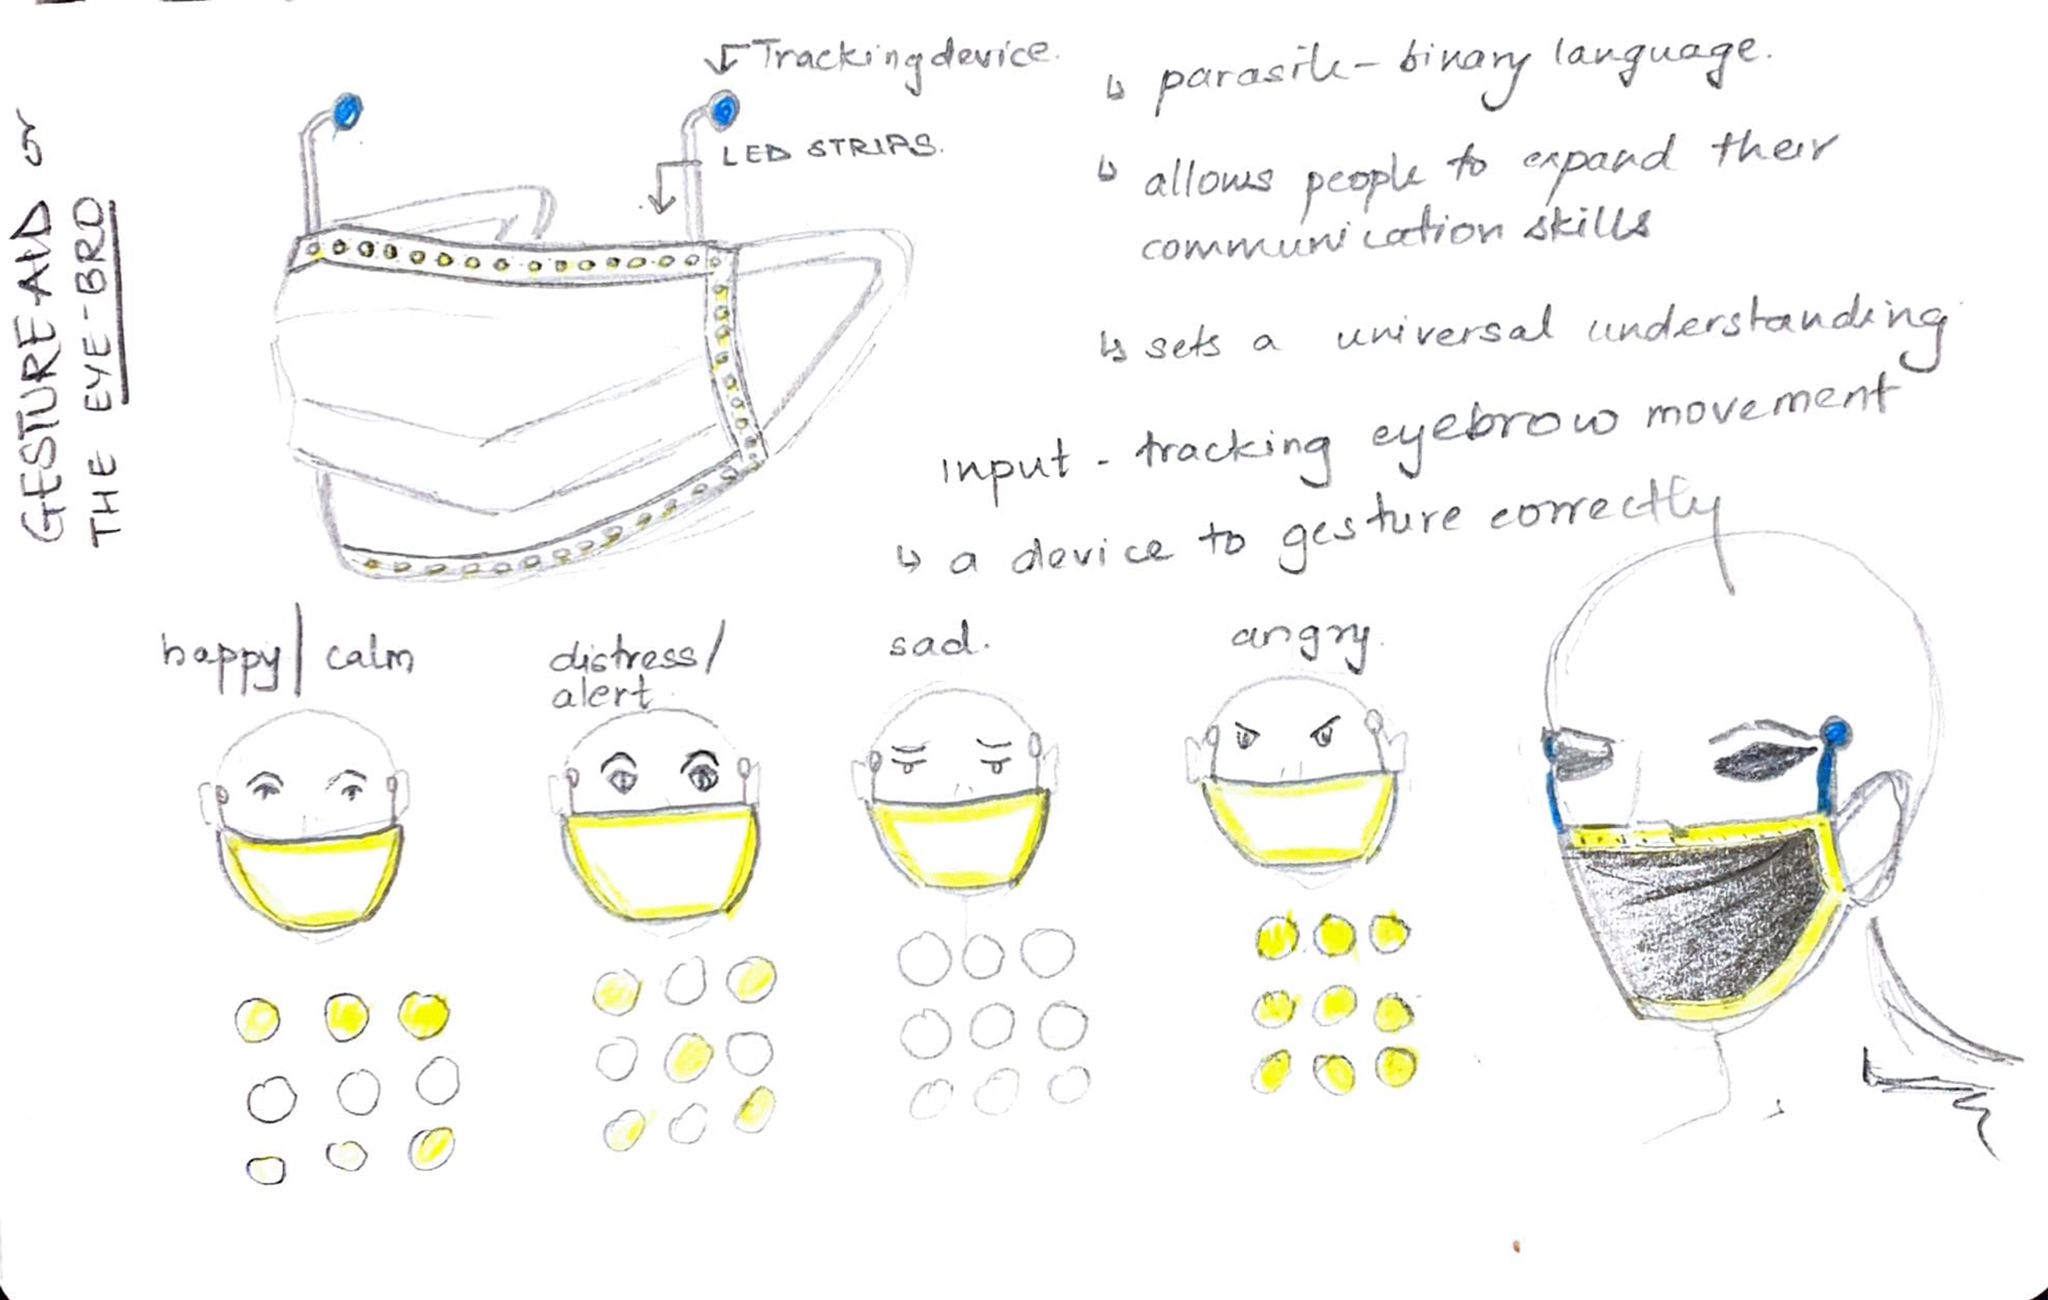 GESTURE AID or
THE EYE-BRO
Tracking device.
LED STRIPS.
↳ parasite - binary language.
↳ allows people to expand their
communication skills
↳ sets a universal understanding
input - tracking eyebrow movement
↳ a device to gesture correctly
happy/calm
distress/
alert
sad.
angry.